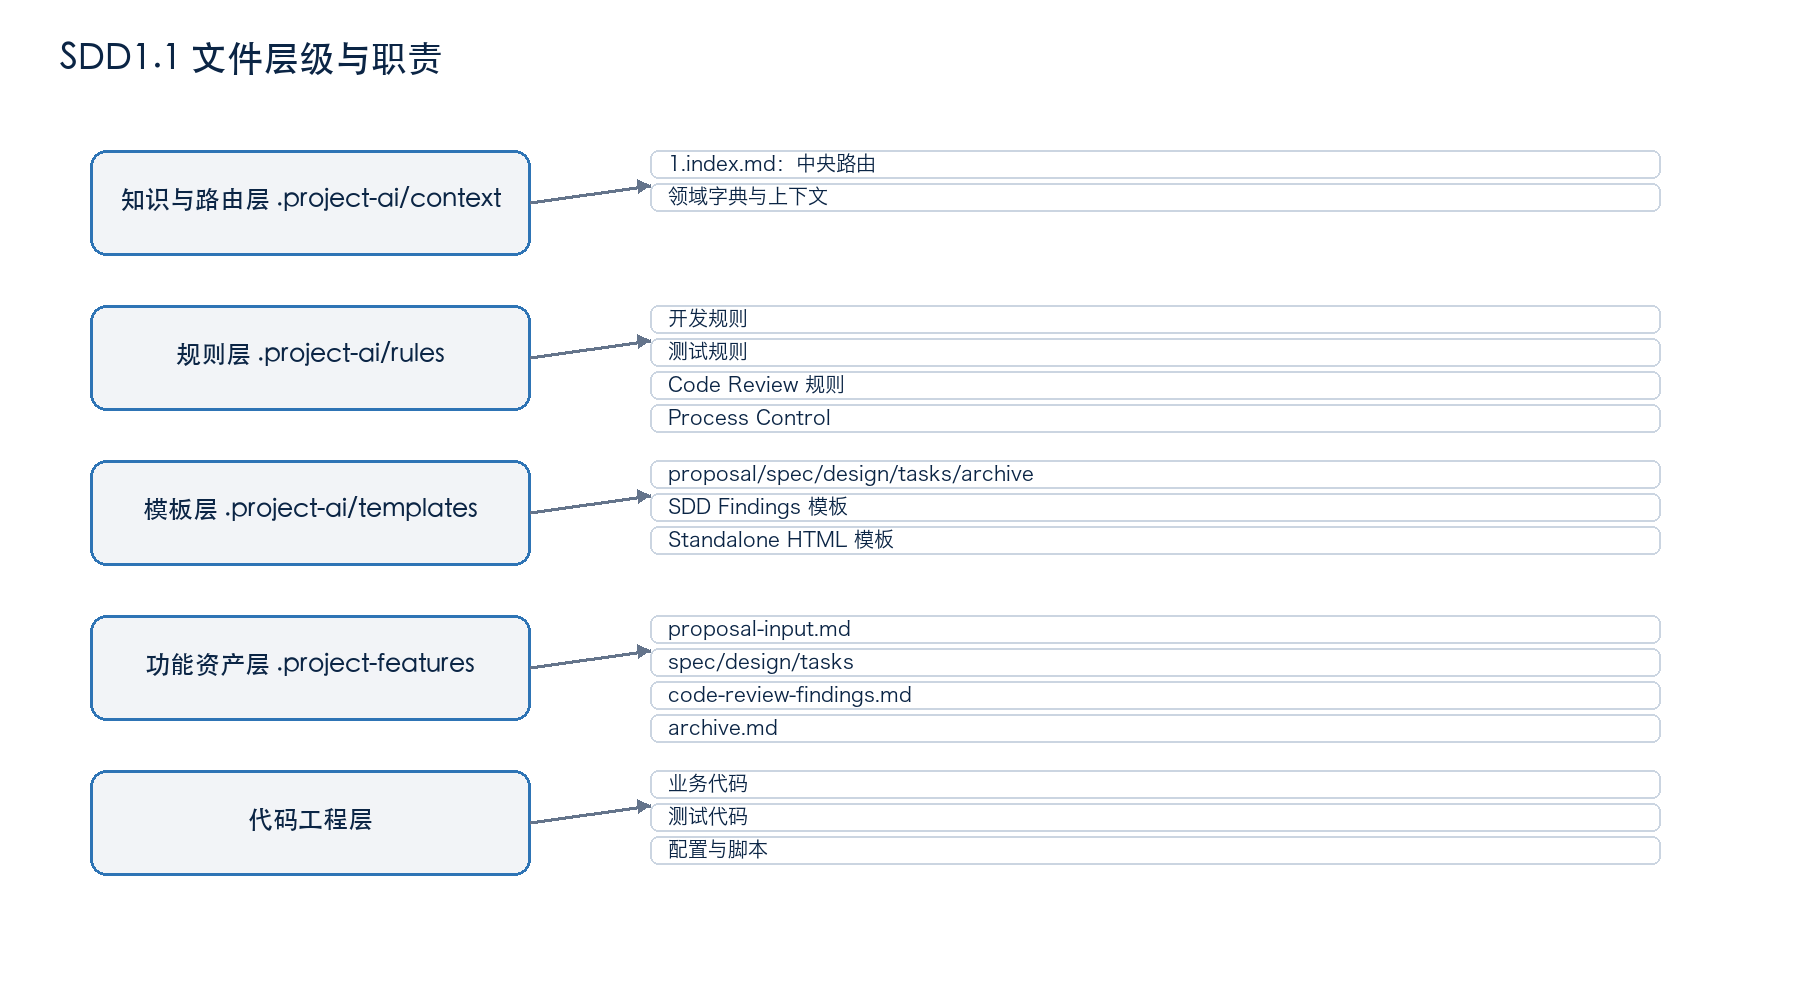 SDD1.1 文件层级与职责
知识与路由层 .project-ai/context
1.index.md：中央路由
领域字典与上下文
规则层 .project-ai/rules
开发规则
测试规则
Code Review 规则
Process Control
模板层 .project-ai/templates
proposal/spec/design/tasks/archive
SDD Findings 模板
Standalone HTML 模板
功能资产层 .project-features
proposal-input.md
spec/design/tasks
code-review-findings.md
archive.md
代码工程层
业务代码
测试代码
配置与脚本